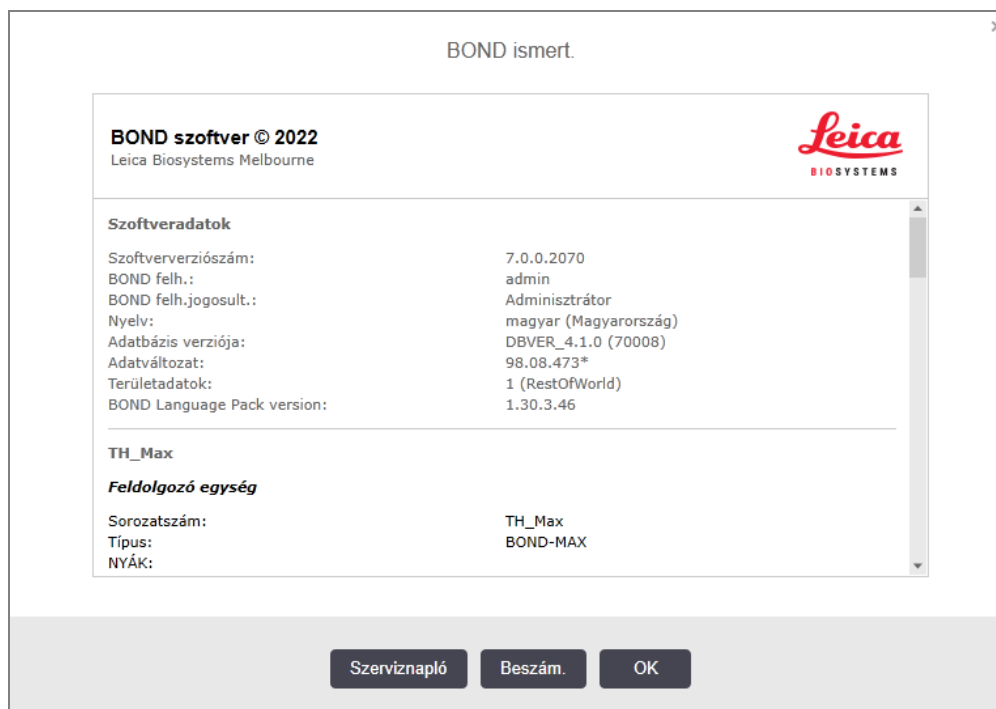 BOND ismert.
BOND szoftver © 2022
Leica Biosystems Melbourne
Leica
BIOSYSTEMS
Szoftveradatok
Szoftververziószám: 7.0.0.2070
BOND felh.: admin
BOND felh.jogosult.: Adminisztrátor
Nyelv: magyar (Magyarország)
Adatbázis verziója: DBVER_4.1.0 (70008)
Adatváltozat: 98.08.473*
Területadatok: 1 (RestOfWorld)
BOND Language Pack version: 1.30.3.46
TH_Max
Feldolgozó egység
Sorozatszám: TH_Max
Típus: BOND-MAX
NYÁK:
Szerviznapló Beszám. OK